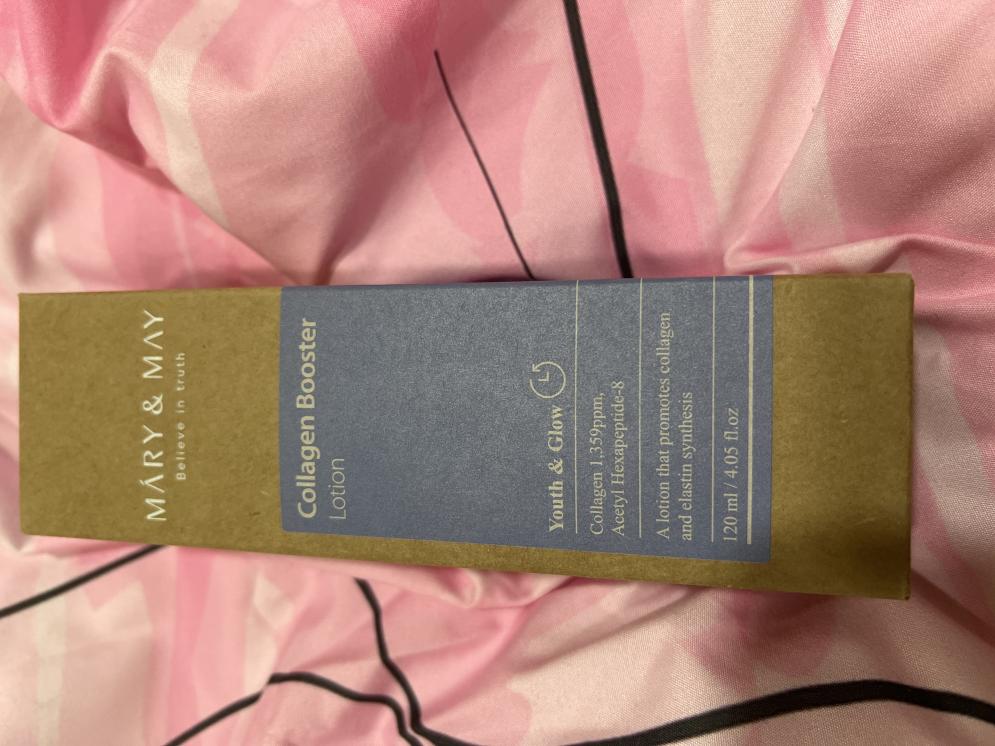 MÁRY & MAY
Believe in truth
Collagen Booster
Lotion
Youth & Glow
Collagen 1,359ppm,
Acetyl Hexapeptide-8
A lotion that promotes collagen
and elastin synthesis
120 ml / 4.05 fl.oz